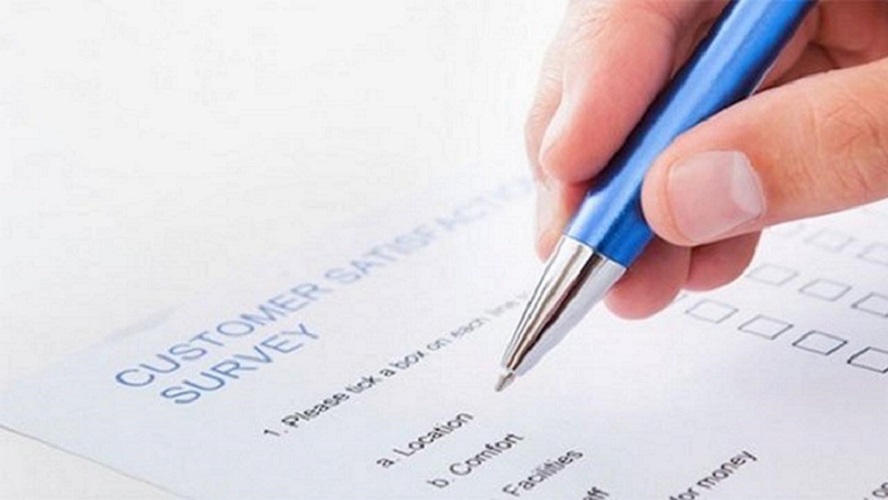 CUSTOMER SATISFACTION
SURVEY
1. Please tick a box on each line
a. Location
b. Comfort
Facilities
for money